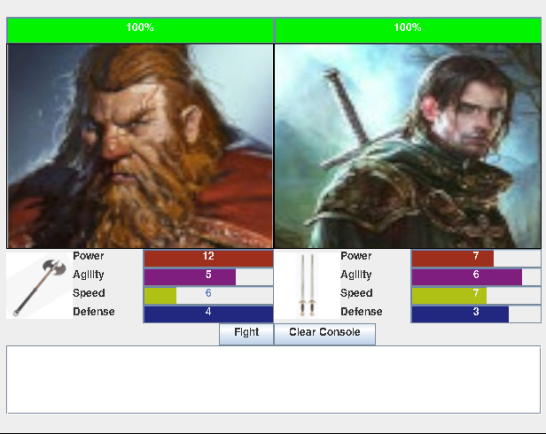 100% 100%
Power 12 Power 7
Agility 5 Agility 6
Speed 6 Speed 7
Defense 4 Defense 3
Fight Clear Console